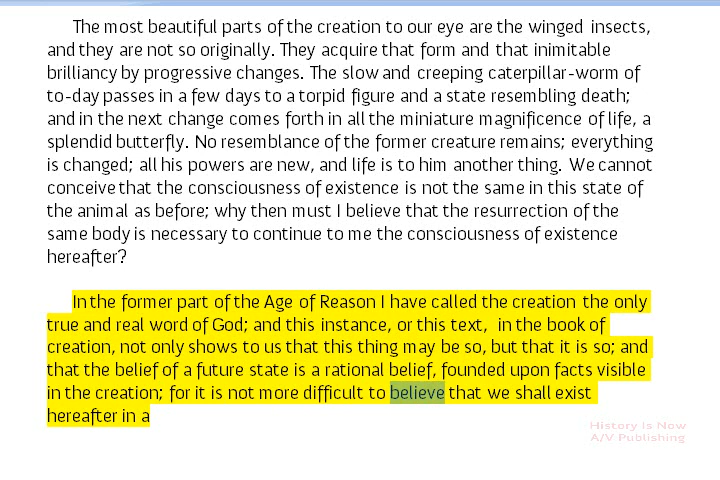 The most beautiful parts of the creation to our eye are the winged insects,
and they are not so originally. They acquire that form and that inimitable
brilliancy by progressive changes. The slow and creeping caterpillar-worm of
to-day passes in a few days to a torpid figure and a state resembling death;
and in the next change comes forth in all the miniature magnificence of life, a
splendid butterfly. No resemblance of the former creature remains; everything
is changed; all his powers are new, and life is to him another thing. We cannot
conceive that the consciousness of existence is not the same in this state of
the animal as before; why then must I believe that the resurrection of the
same body is necessary to continue to me the consciousness of existence
hereafter?
In the former part of the Age of Reason I have called the creation the only
true and real word of God; and this instance, or this text, in the book of
creation, not only shows to us that this thing may be so, but that it is so; and
that the belief of a future state is a rational belief, founded upon facts visible
in the creation; for it is not more difficult to believe that we shall exist
hereafter in a
History Is Now
A/V Publishing